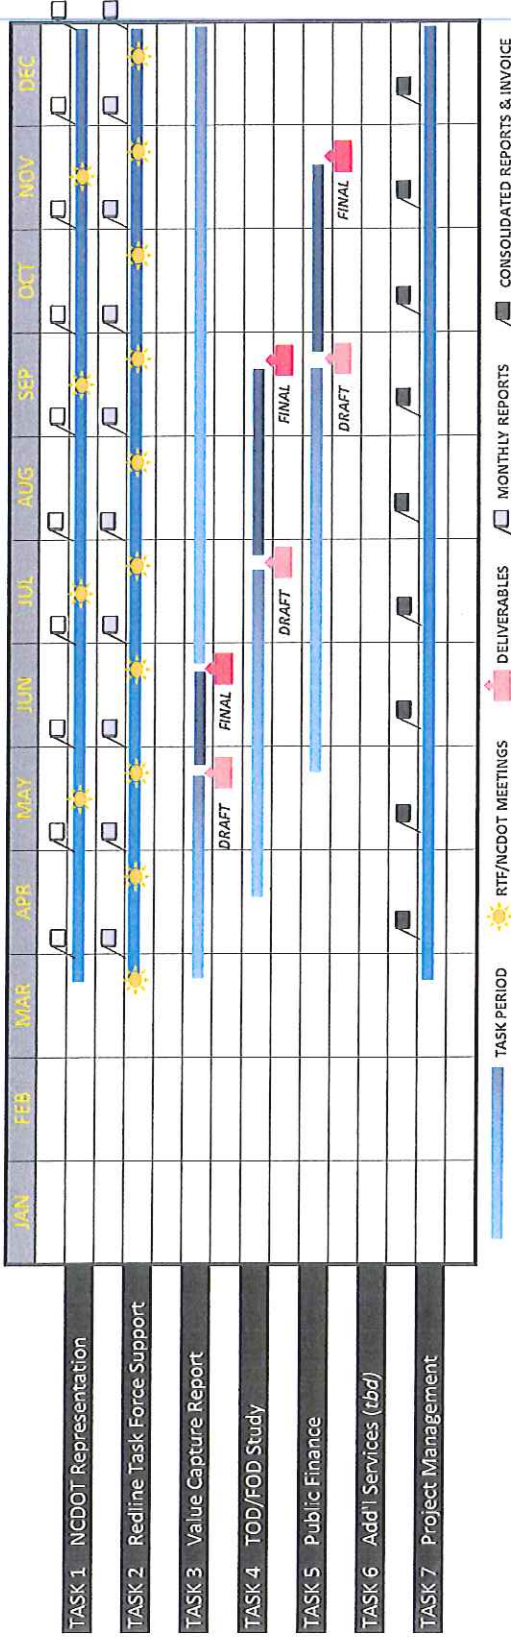 JAN FEB MAR APR MAY JUN JUL AUG SEP OCT NOV DEC
TASK 1 NCDOT Representation
TASK 2 Redline Task Force Support
TASK 3 Value Capture Report
DRAFT FINAL
TASK 4 TOD/FOD Study
DRAFT FINAL
TASK 5 Public Finance
DRAFT FINAL
TASK 6 Add'l Services (tbd)
TASK 7 Project Management
TASK PERIOD RTF/NCDOT MEETINGS DELIVERABLES MONTHLY REPORTS CONSOLIDATED REPORTS & INVOICE